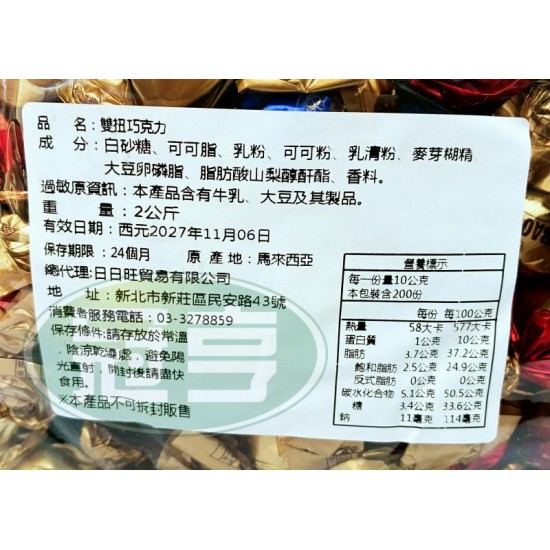 品　　名:雙扭巧克力
成　　分:白砂糖、可可脂、乳粉、可可粉、乳清粉、麥芽糊精、
大豆卵磷脂、脂肪酸山梨醇酐酯、香料。
過敏原資訊:本產品含有牛乳、大豆及其製品。
重　　量:2公斤
有效日期:西元2027年11月06日
保存期限:24個月　原 產地:馬來西亞
總代理:日日旺貿易有限公司
地　　址:新北市新莊區民安路43號
消費者服務電話:03-3278859
保存條件:請存放於常溫
,陰涼乾燥處,避免陽
光直射,開封後請盡快
食用。
※本產品不可拆封販售
營養標示
每一份量10公克
本包裝含200份
每份 每100公克
熱量 58大卡 577大卡
蛋白質 1公克 10公克
脂肪 3.7公克 37.2公克
飽和脂肪 2.5公克 24.9公克
反式脂肪 0公克 0公克
碳水化合物 5.1公克 50.5公克
糖 3.4公克 33.6公克
鈉 11毫克 114毫克